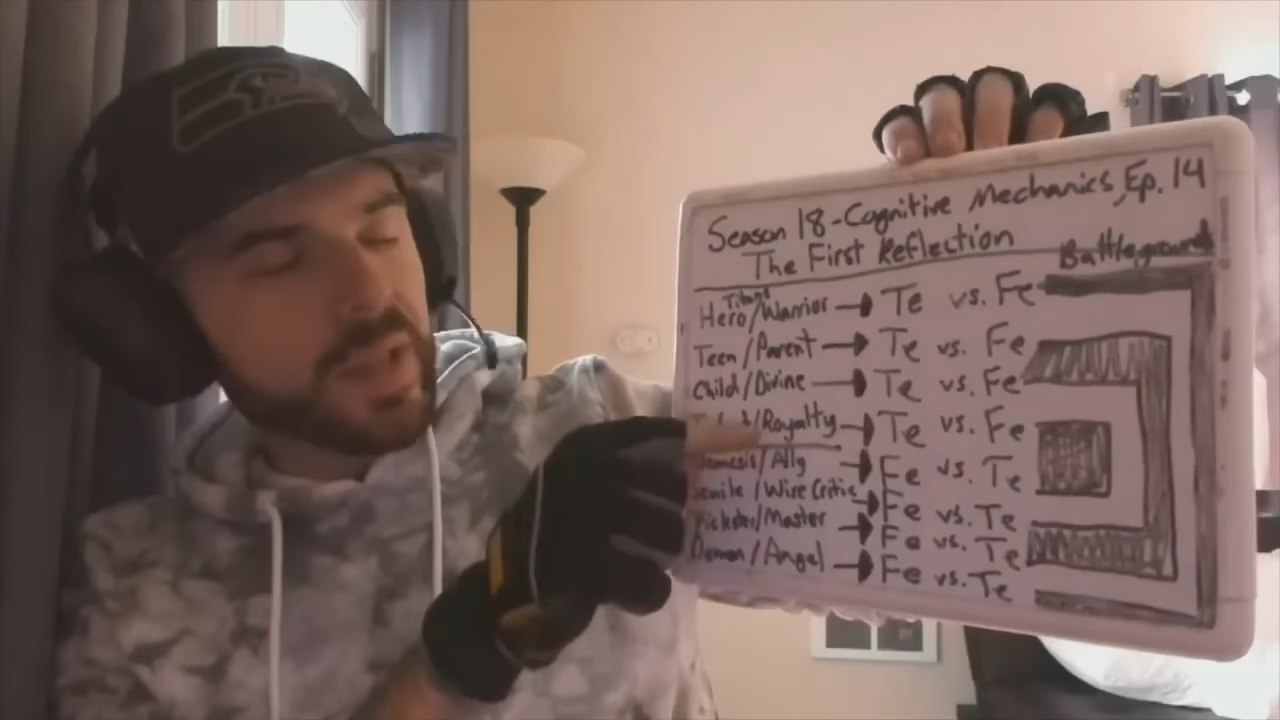 Season 18-Cognitive Mechanics, Ep. 14
The First Reflection
Battleground
Titans
Hero/Warrior → Te vs. Fe
Teen/Parent → Te vs. Fe
Child/Divine → Te vs. Fe
/Royalty → Te vs. Fe
/Ally → Fe vs. Te
/Wire Critic → Fe vs. Te
/Master → Fe vs. Te
Demon/Angel → Fe vs. Te